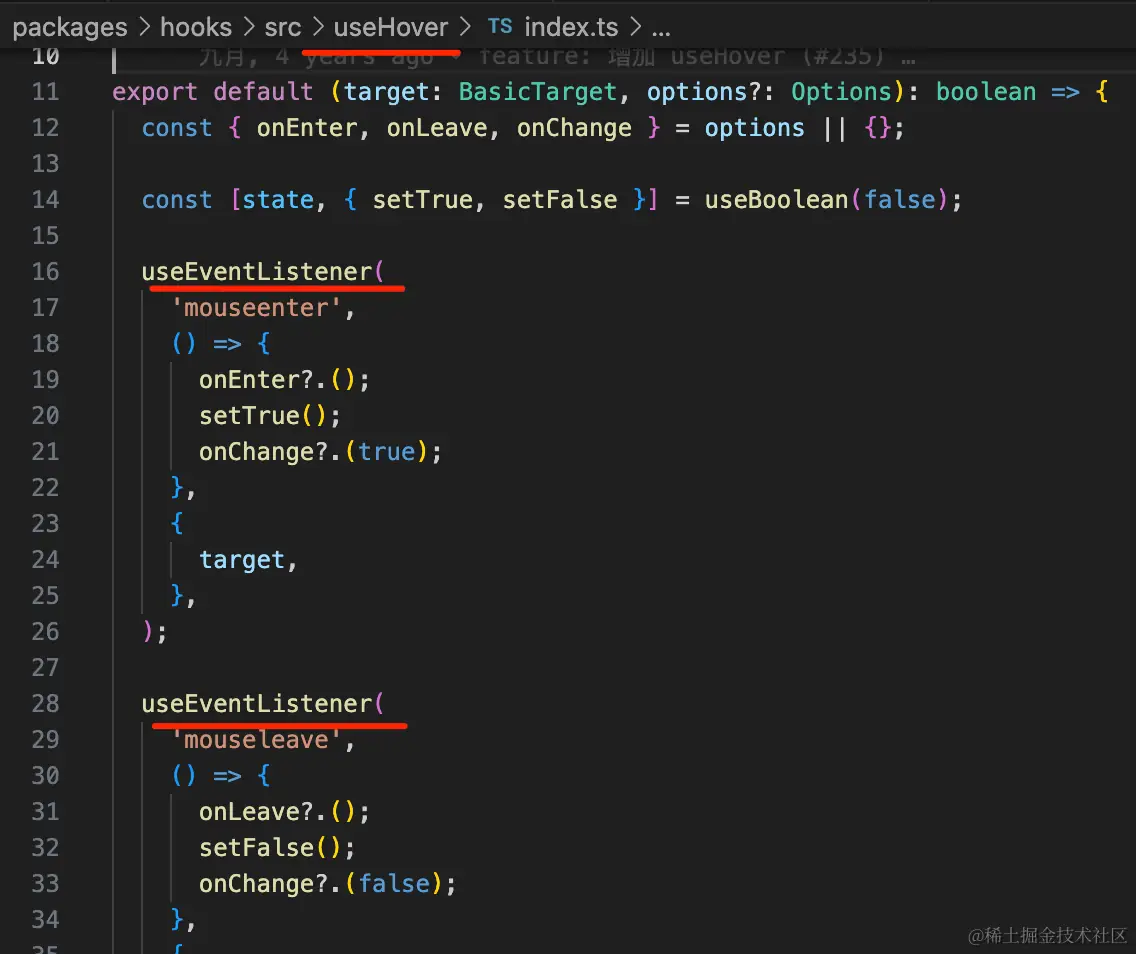 packages > hooks > src > useHover > TS index.ts > ...
10 九月, 4 years ago • feature: 增加 useHover (#235) …
11 export default (target: BasicTarget, options?: Options): boolean => {
12 const { onEnter, onLeave, onChange } = options || {};
13
14 const [state, { setTrue, setFalse }] = useBoolean(false);
15
16 useEventListener(
17 'mouseenter',
18 () => {
19 onEnter?.();
20 setTrue();
21 onChange?.(true);
22 },
23 {
24 target,
25 },
26 );
27
28 useEventListener(
29 'mouseleave',
30 () => {
31 onLeave?.();
32 setFalse();
33 onChange?.(false);
34 },
35 {
@稀土掘金技术社区